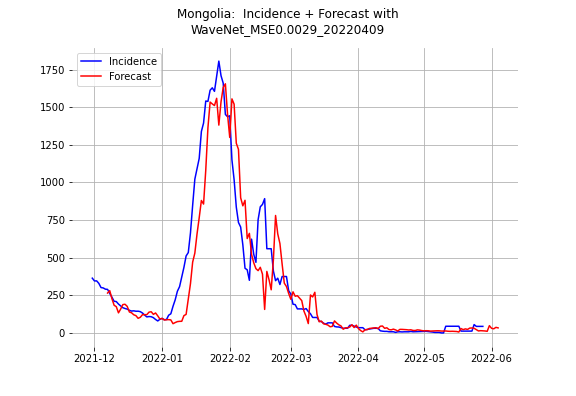 Mongolia:  Incidence + Forecast with
WaveNet_MSE0.0029_20220409
Incidence
Forecast
1750
1500
1250
1000
750
500
250
0
2021-12 2022-01 2022-02 2022-03 2022-04 2022-05 2022-06